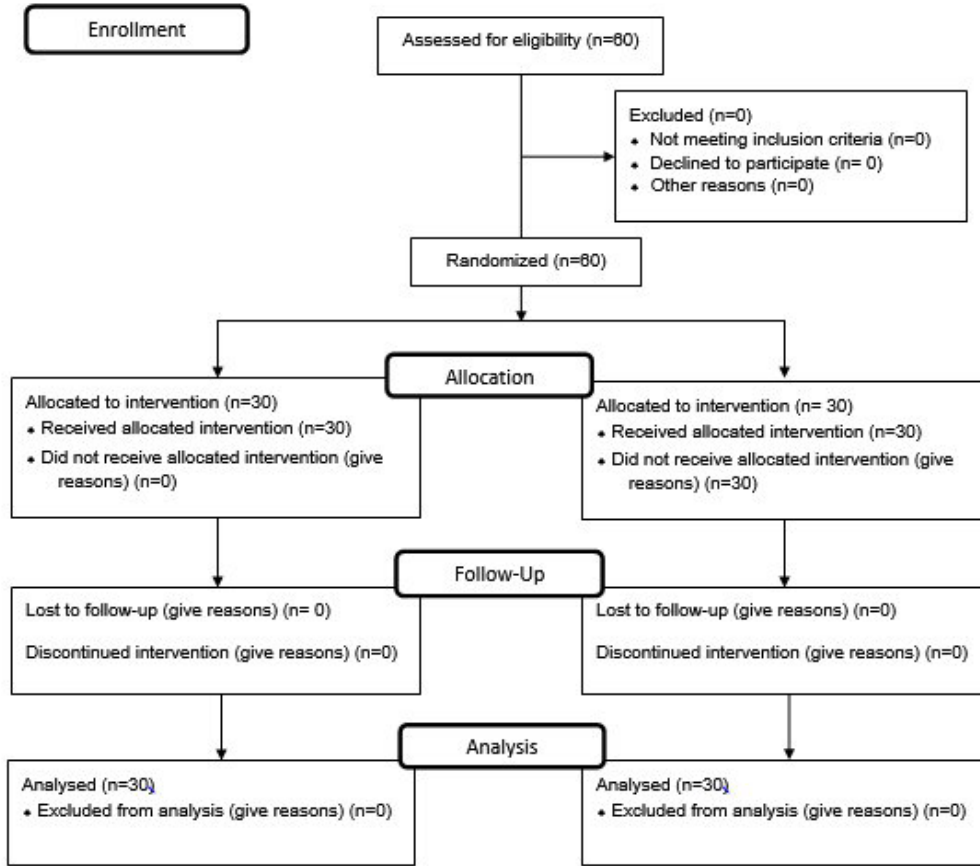 Enrollment
Assessed for eligibility (n=60)
Excluded (n=0)
♦ Not meeting inclusion criteria (n=0)
♦ Declined to participate (n= 0)
♦ Other reasons (n=0)
Randomized (n=60)
Allocation
Allocated to intervention (n=30)
♦ Received allocated intervention (n=30)
♦ Did not receive allocated intervention (give
reasons) (n=0)
Allocated to intervention (n= 30)
♦ Received allocated intervention (n=30)
♦ Did not receive allocated intervention (give
reasons) (n=30)
Follow-Up
Lost to follow-up (give reasons) (n= 0)
Discontinued intervention (give reasons) (n=0)
Lost to follow-up (give reasons) (n=0)
Discontinued intervention (give reasons) (n=0)
Analysis
Analysed (n=30)
♦ Excluded from analysis (give reasons) (n=0)
Analysed (n=30)
♦ Excluded from analysis (give reasons) (n=0)